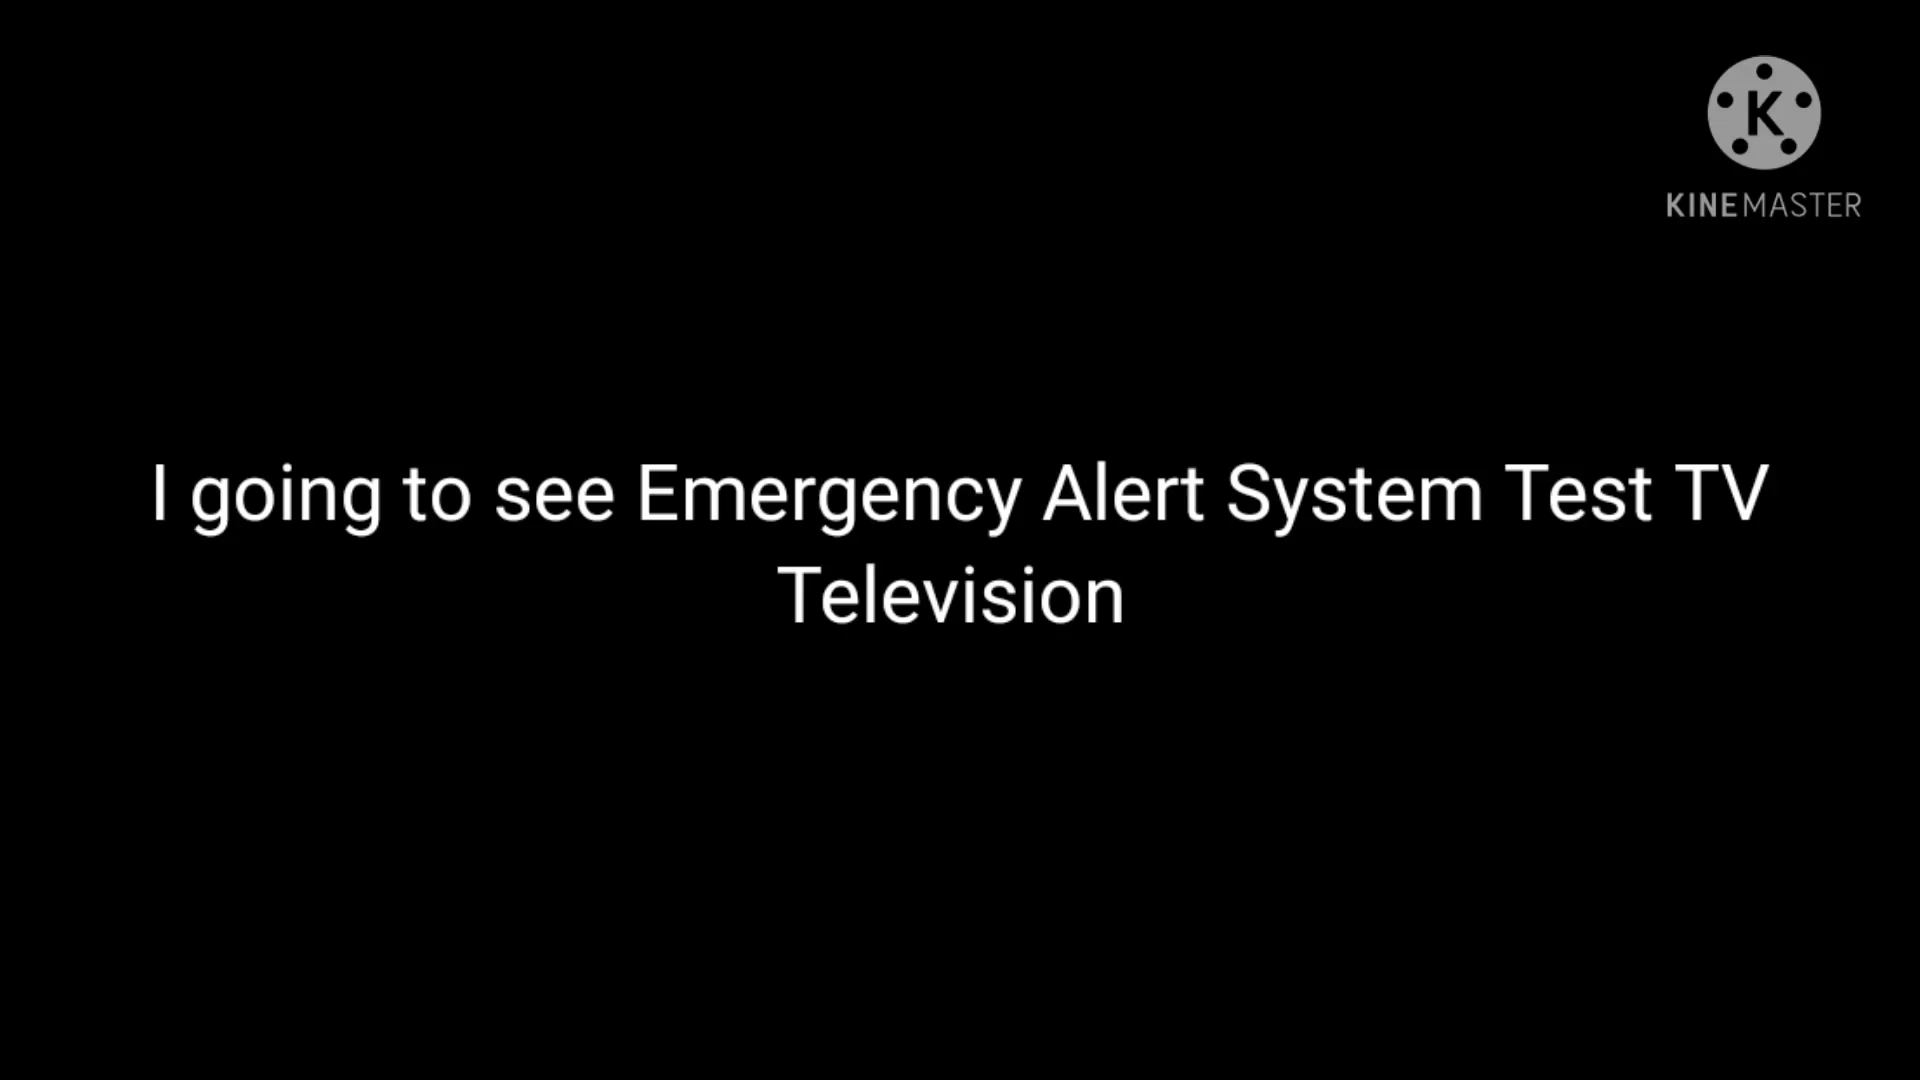 K
KINEMASTER
I going to see Emergency Alert System Test TV
Television